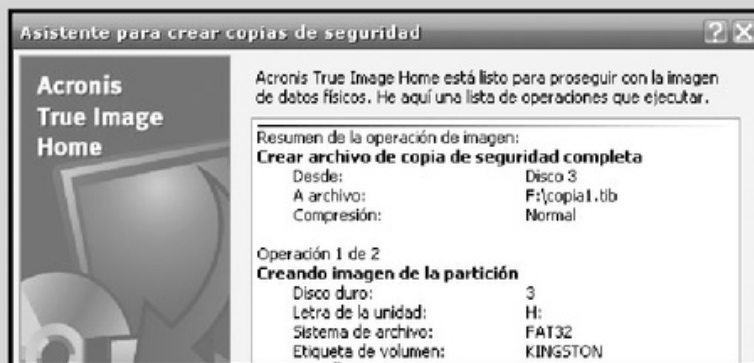 Asistente para crear copias de seguridad
Acronis
True Image
Home
Acronis True Image Home está listo para proseguir con la imagen
de datos físicos. He aquí una lista de operaciones que ejecutar.
Resumen de la operación de imagen:
Crear archivo de copia de seguridad completa
Desde: Disco 3
A archivo: F:\copia1.tib
Compresión: Normal
Operación 1 de 2
Creando imagen de la partición
Disco duro: 3
Letra de la unidad: H:
Sistema de archivo: FAT32
Etiqueta de volumen: KINGSTON